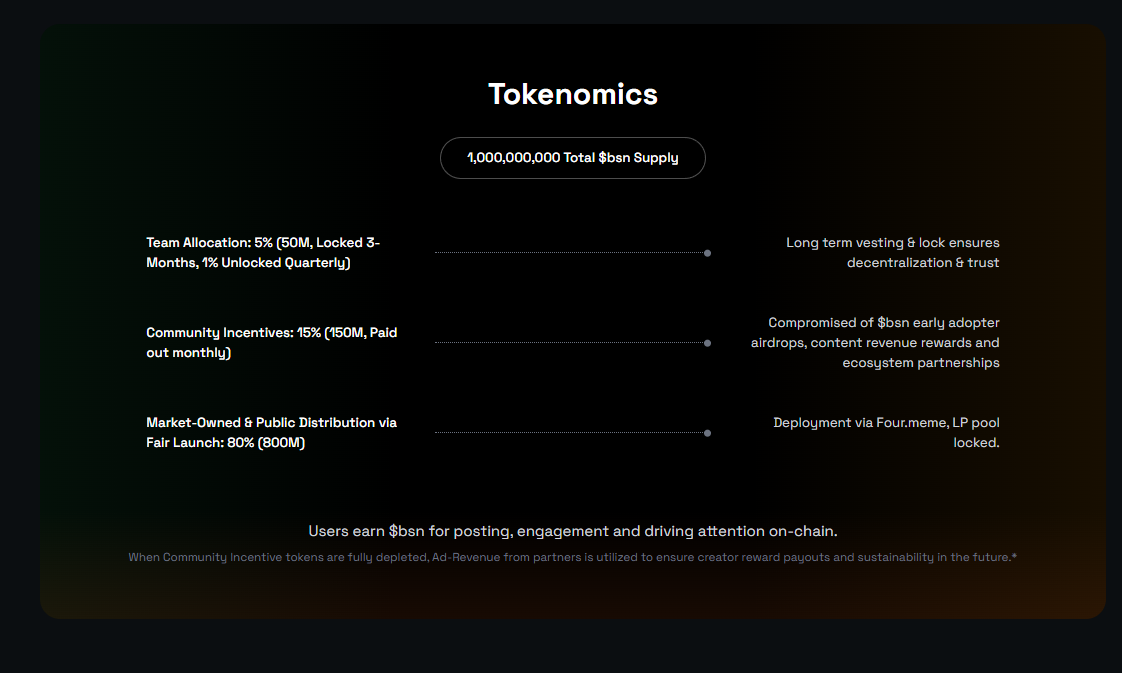 Tokenomics
1,000,000,000 Total $bsn Supply
Team Allocation: 5% (50M, Locked 3-
Months, 1% Unlocked Quarterly)
Long term vesting & lock ensures
decentralization & trust
Community Incentives: 15% (150M, Paid
out monthly)
Compromised of $bsn early adopter
airdrops, content revenue rewards and
ecosystem partnerships
Market-Owned & Public Distribution via
Fair Launch: 80% (800M)
Deployment via Four.meme, LP pool
locked.
Users earn $bsn for posting, engagement and driving attention on-chain.
When Community Incentive tokens are fully depleted, Ad-Revenue from partners is utilized to ensure creator reward payouts and sustainability in the future.*